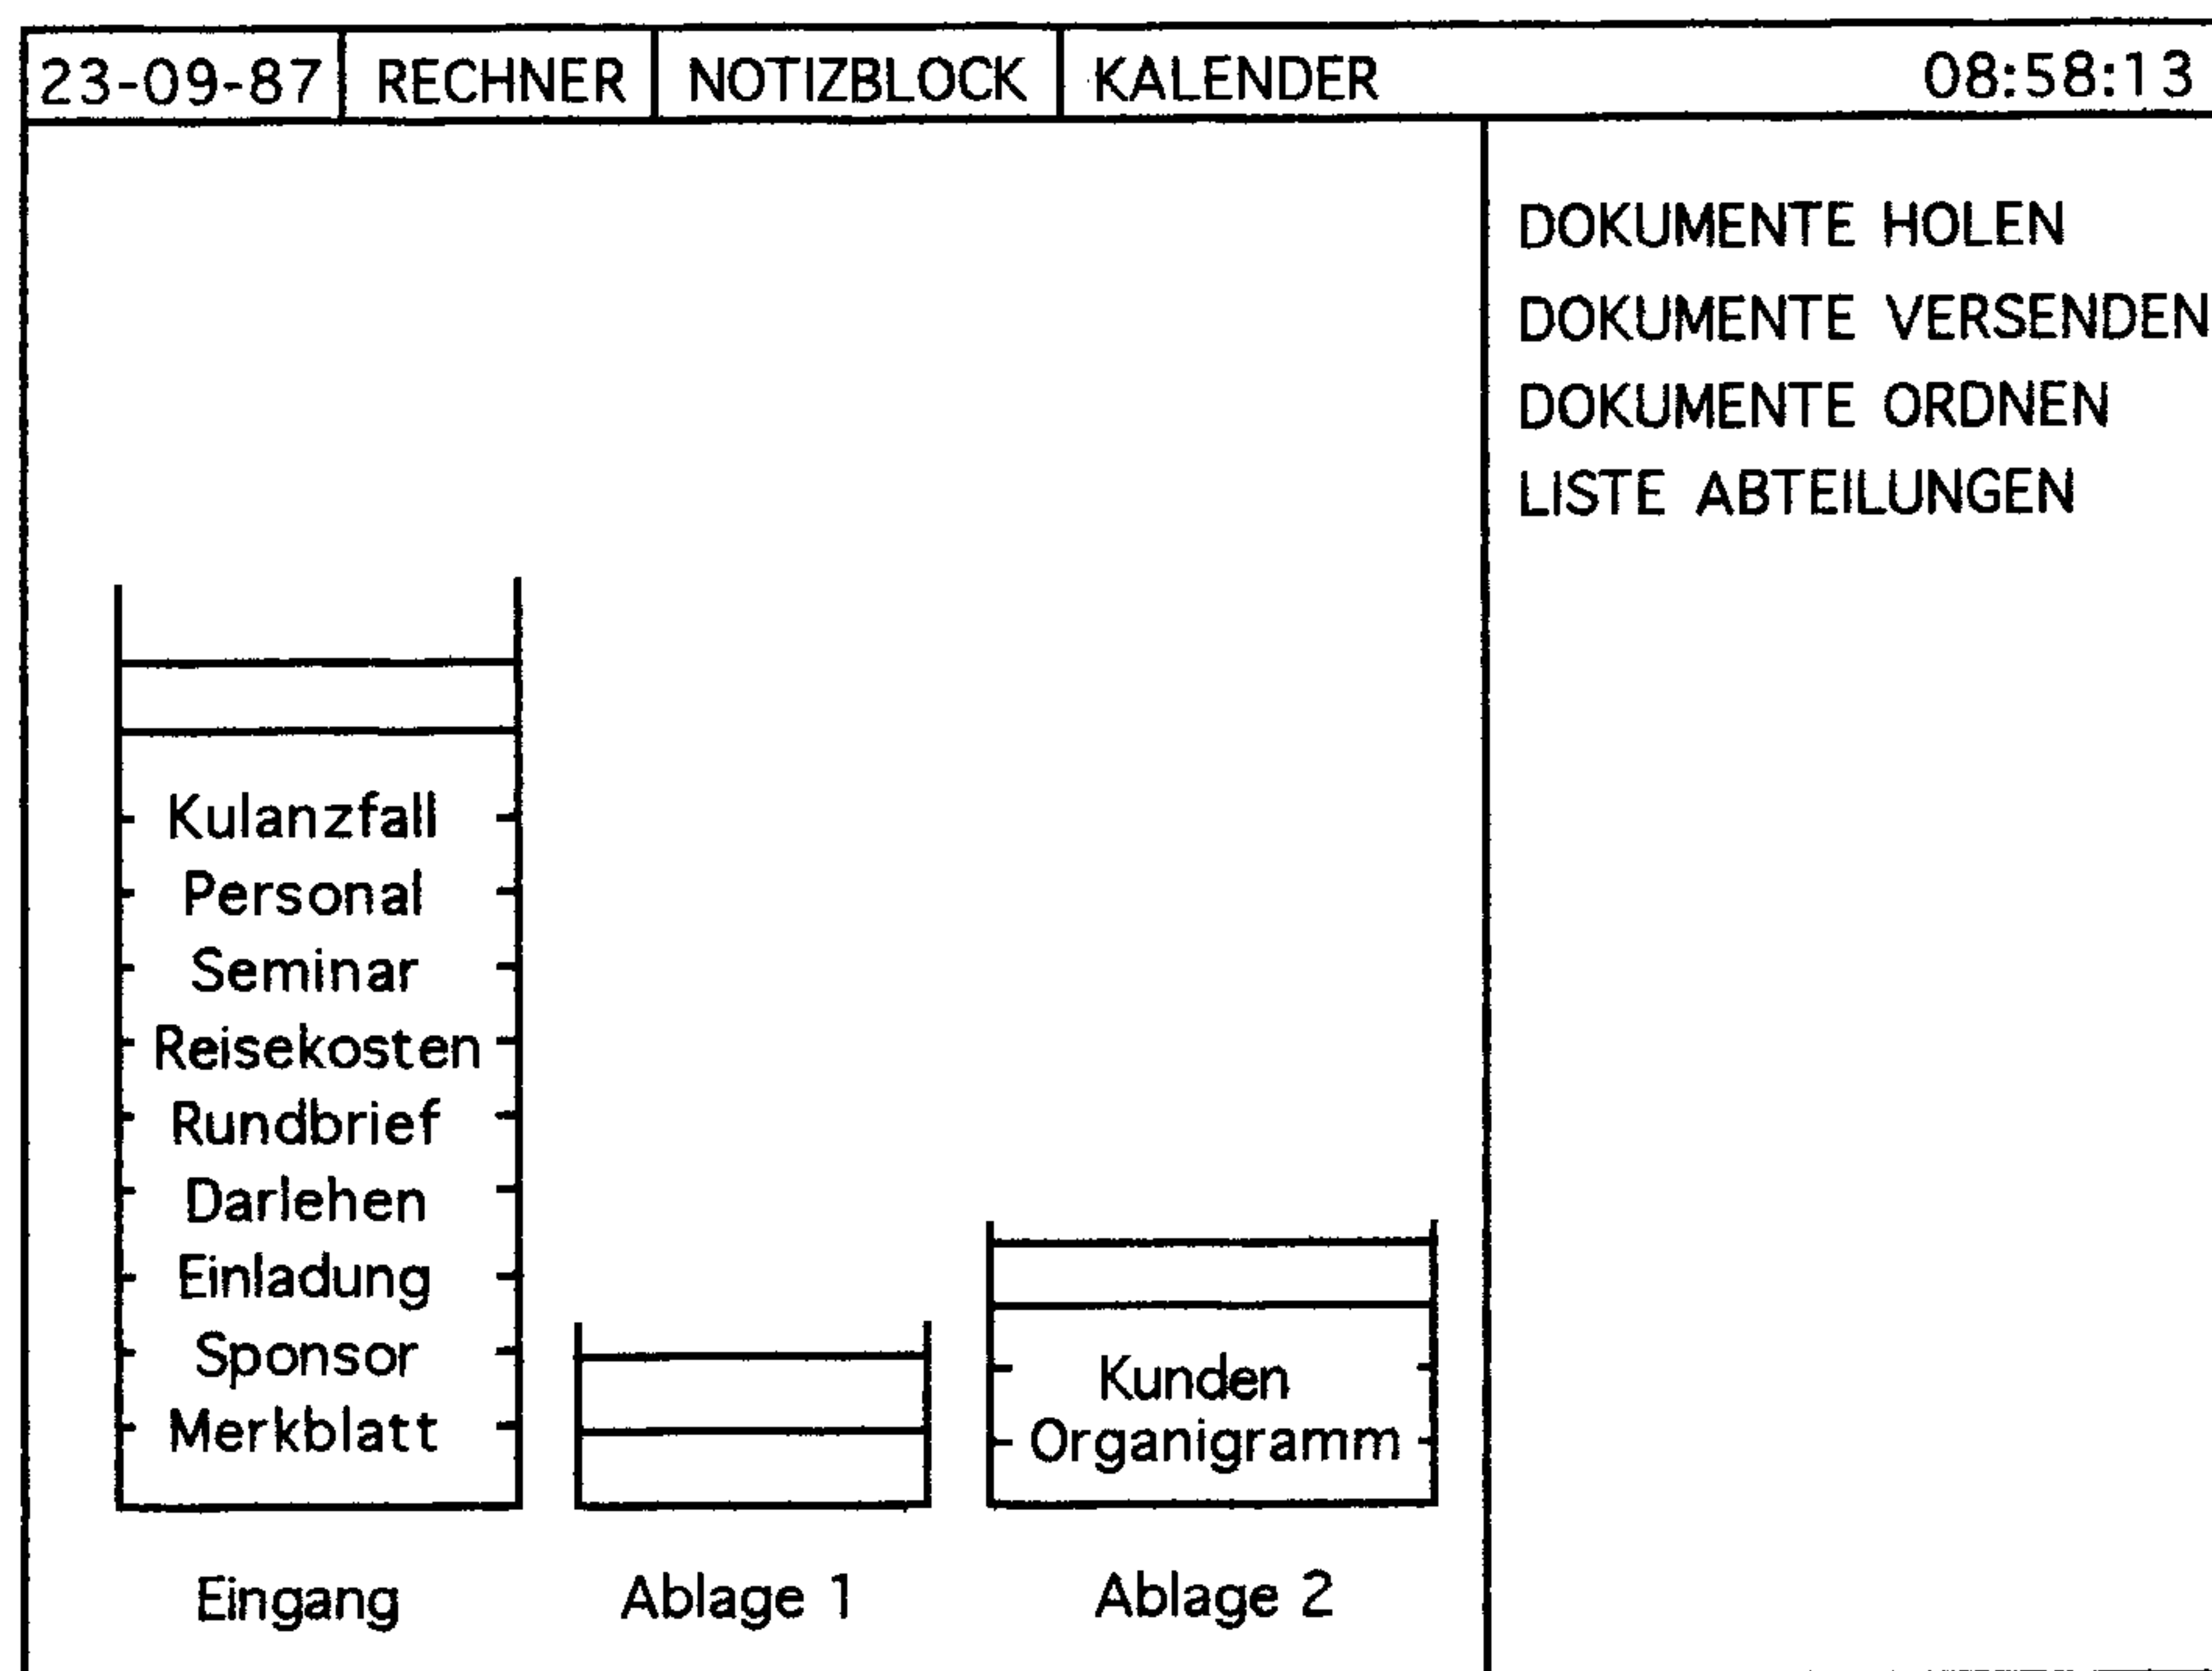 23-09-87 RECHNER NOTIZBLOCK KALENDER 08:58:13
DOKUMENTE HOLEN
DOKUMENTE VERSENDEN
DOKUMENTE ORDNEN
LISTE ABTEILUNGEN
Kulanzfall
Personal
Seminar
Reisekosten
Rundbrief
Darlehen
Einladung
Sponsor
Merkblatt
Kunden
Organigramm
Eingang Ablage 1 Ablage 2